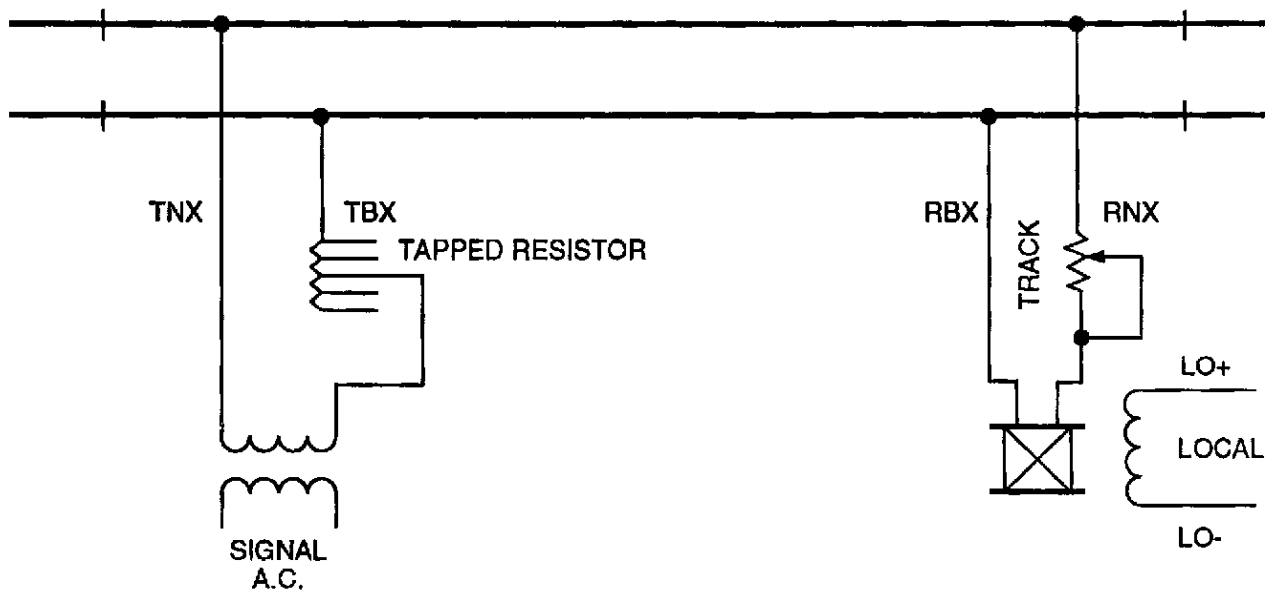 TNX
TBX
TAPPED RESISTOR
RBX
TRACK
RNX
LO+
LOCAL
LO-
SIGNAL
A.C.